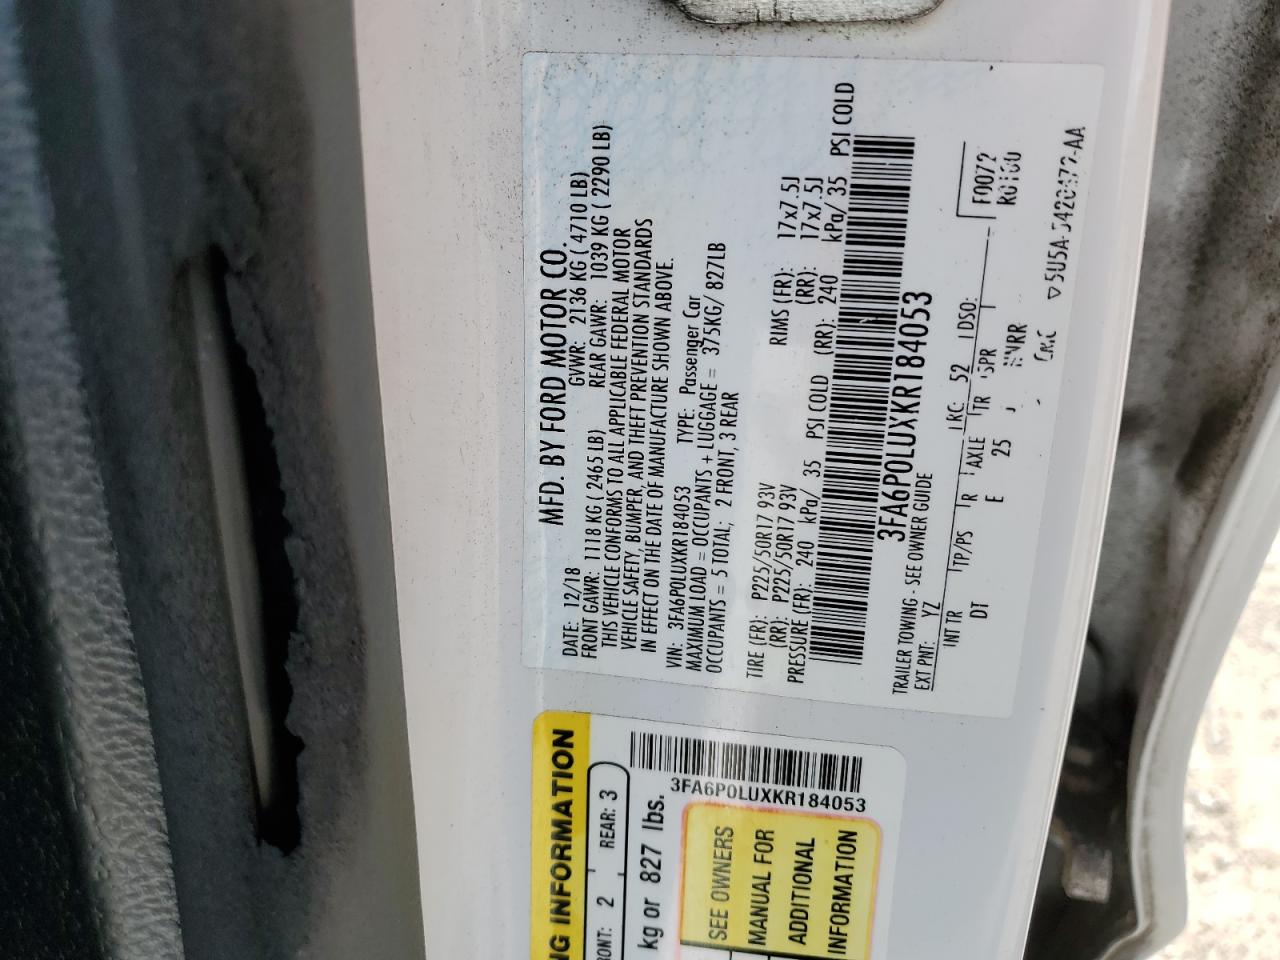 MFD. BY FORD MOTOR CO.
DATE: 12/18 GVWR: 2136 KG ( 4710 LB)
FRONT GAWR: 1118 KG ( 2465 LB) REAR GAWR: 1039 KG ( 2290 LB)
THIS VEHICLE CONFORMS TO ALL APPLICABLE FEDERAL MOTOR
VEHICLE SAFETY, BUMPER, AND THEFT PREVENTION STANDARDS
IN EFFECT ON THE DATE OF MANUFACTURE SHOWN ABOVE.
VIN: 3FA6P0LUXKR184053 TYPE: Passenger Car
MAXIMUM LOAD = OCCUPANTS + LUGGAGE = 375KG/ 827LB
OCCUPANTS = 5 TOTAL; 2 FRONT, 3 REAR
TIRE (FR): P225/50R17 93V RIMS (FR): 17x7.5J
(RR): P225/50R17 93V (RR): 17x7.5J
PRESSURE (FR): 240 kPa/ 35 PSI COLD (RR): 240 kPa/ 35 PSI COLD
3FA6P0LUXKR184053
TRAILER TOWING - SEE OWNER GUIDE
EXT PNT: YZ RC: 52 DSO: F0072
INT TR TP/PS R AXLE TR SPR
DT E 25
ING INFORMATION
FRONT: 2 REAR: 3
kg or 827 lbs.
3FA6P0LUXKR184053
SEE OWNERS
MANUAL FOR
ADDITIONAL
INFORMATION